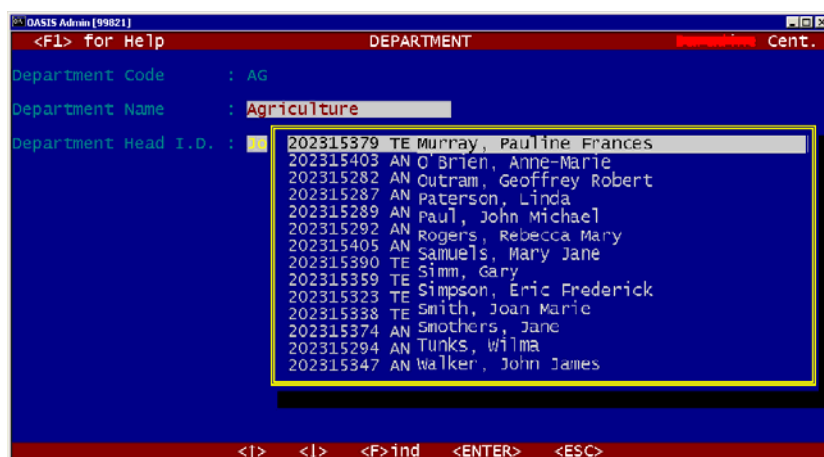 OASIS Admin [99821]
<F1> for Help DEPARTMENT Cent.
Department Code : AG
Department Name : Agriculture
Department Head I.D. : Jo
202315379 TE Murray, Pauline Frances
202315403 AN O'Brien, Anne-Marie
202315282 AN Outram, Geoffrey Robert
202315287 AN Paterson, Linda
202315289 AN Paul, John Michael
202315292 AN Rogers, Rebecca Mary
202315405 AN Samuels, Mary Jane
202315390 TE Simm, Gary
202315359 TE Simpson, Eric Frederick
202315323 TE Smith, Joan Marie
202315338 TE Smothers, Jane
202315374 AN Tunks, Wilma
202315294 AN Walker, John James
202315347 AN
<↑> <↓> <F>ind <ENTER> <ESC>